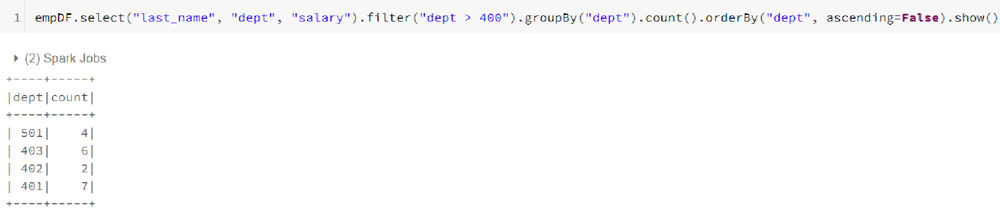 1 empDF.select("last_name", "dept", "salary").filter("dept > 400").groupBy("dept").count().orderBy("dept", ascending=False).show()
(2) Spark Jobs
+----+-----+
|dept|count|
+----+-----+
| 501|    4|
| 403|    6|
| 402|    2|
| 401|    7|
+----+-----+